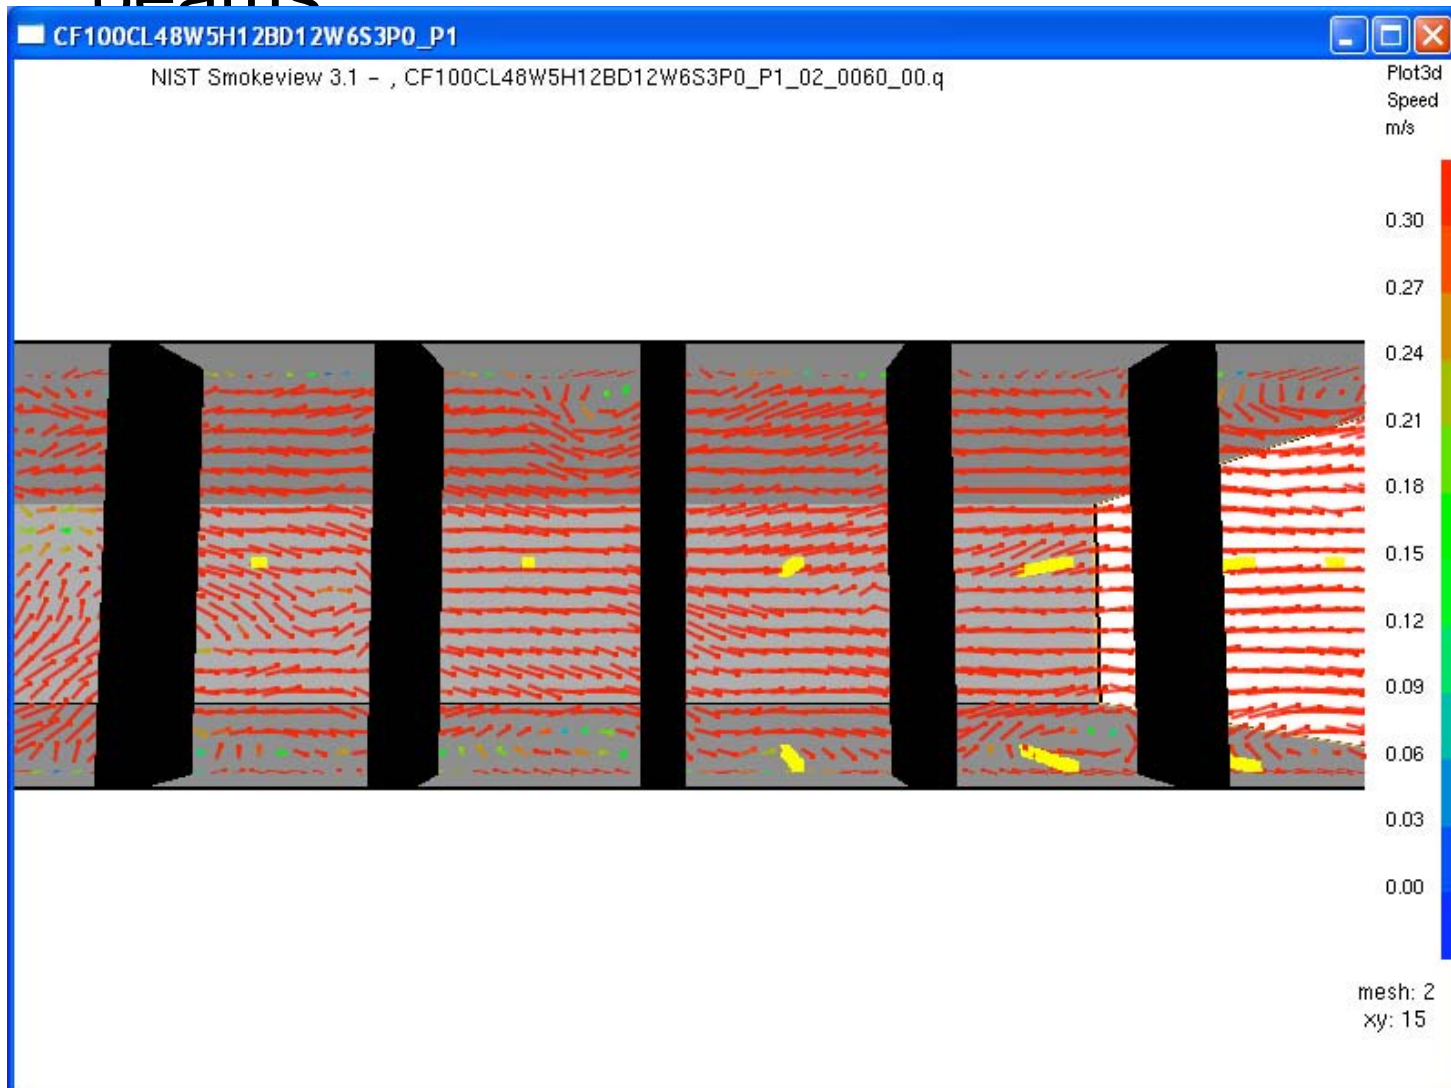 beams
CF100CL48W5H12BD12W6S3P0_P1
NIST Smokeview 3.1 - , CF100CL48W5H12BD12W6S3P0_P1_02_0060_00.q
Plot3d
Speed
m/s
0.30
0.27
0.24
0.21
0.18
0.15
0.12
0.09
0.06
0.03
0.00
mesh: 2
xy: 15